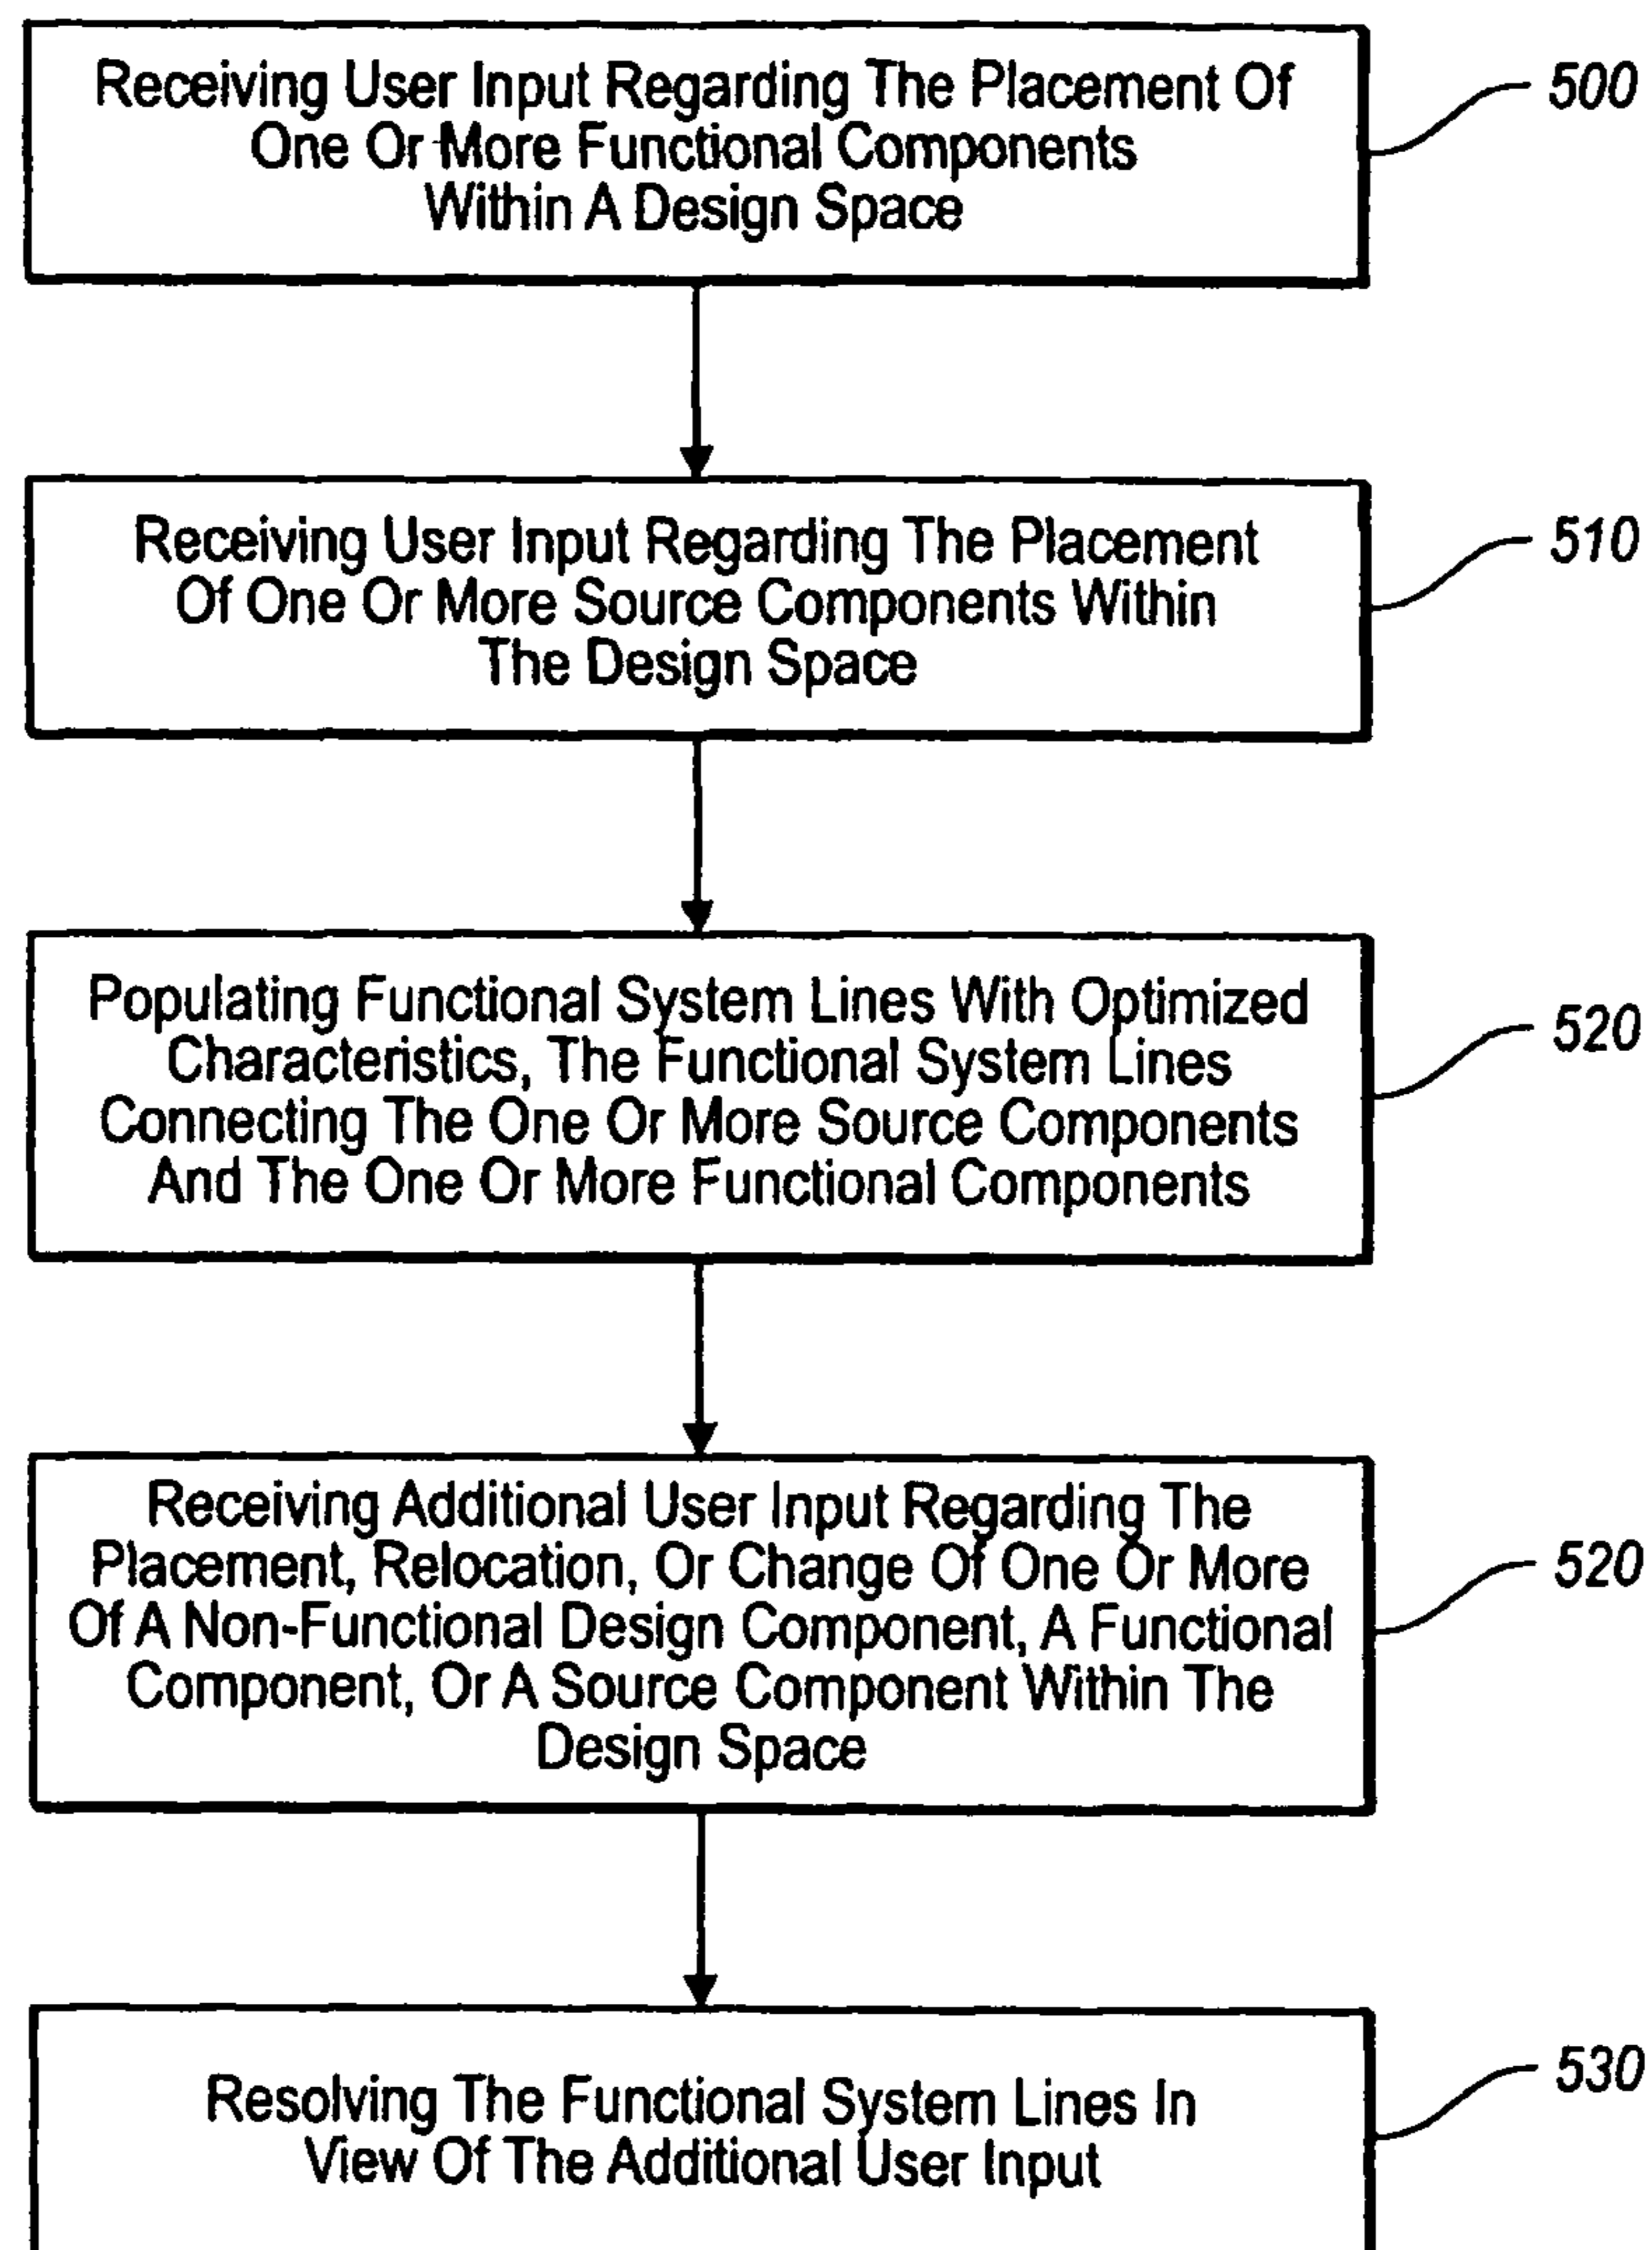 Receiving User Input Regarding The Placement Of
One Or More Functional Components
Within A Design Space
500
Receiving User Input Regarding The Placement
Of One Or More Source Components Within
The Design Space
510
Populating Functional System Lines With Optimized
Characteristics, The Functional System Lines
Connecting The One Or More Source Components
And The One Or More Functional Components
520
Receiving Additional User Input Regarding The
Placement, Relocation, Or Change Of One Or More
Of A Non-Functional Design Component, A Functional
Component, Or A Source Component Within The
Design Space
520
Resolving The Functional System Lines In
View Of The Additional User Input
530